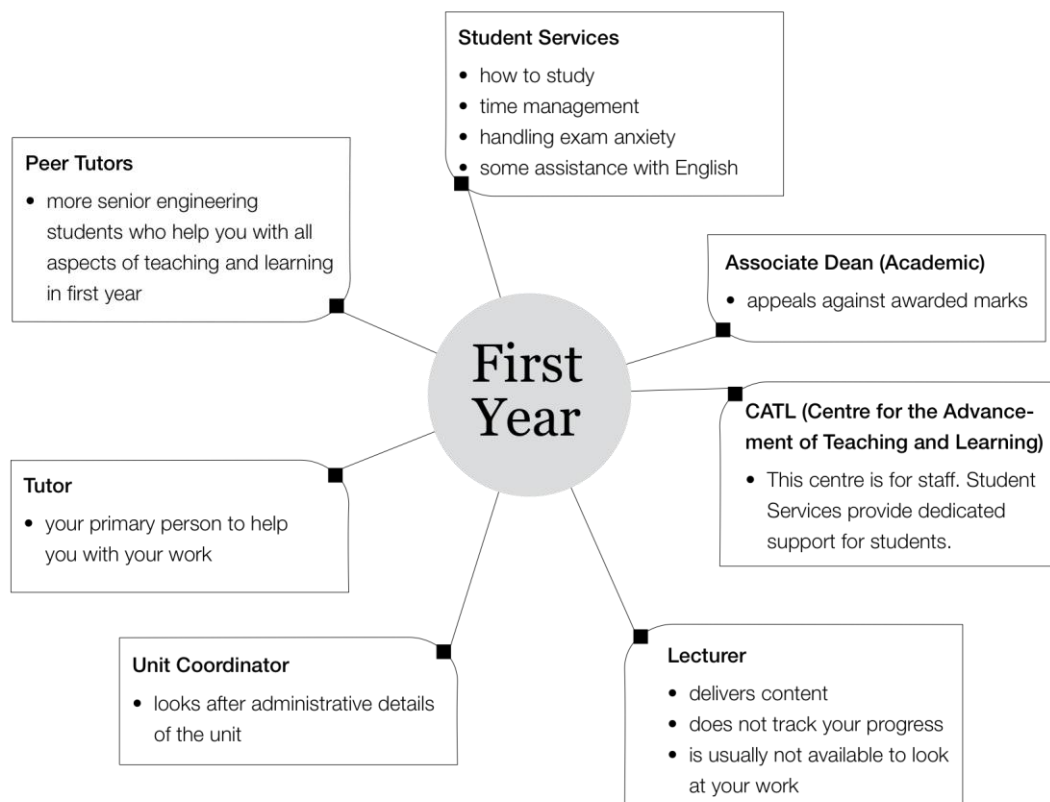 Student Services
• how to study
• time management
• handling exam anxiety
• some assistance with English
Peer Tutors
• more senior engineering
students who help you with all
aspects of teaching and learning
in first year
Associate Dean (Academic)
• appeals against awarded marks
First
Year
CATL (Centre for the Advance-
ment of Teaching and Learning)
• This centre is for staff. Student
Services provide dedicated
support for students.
Tutor
• your primary person to help
you with your work
Unit Coordinator
• looks after administrative details
of the unit
Lecturer
• delivers content
• does not track your progress
• is usually not available to look
at your work